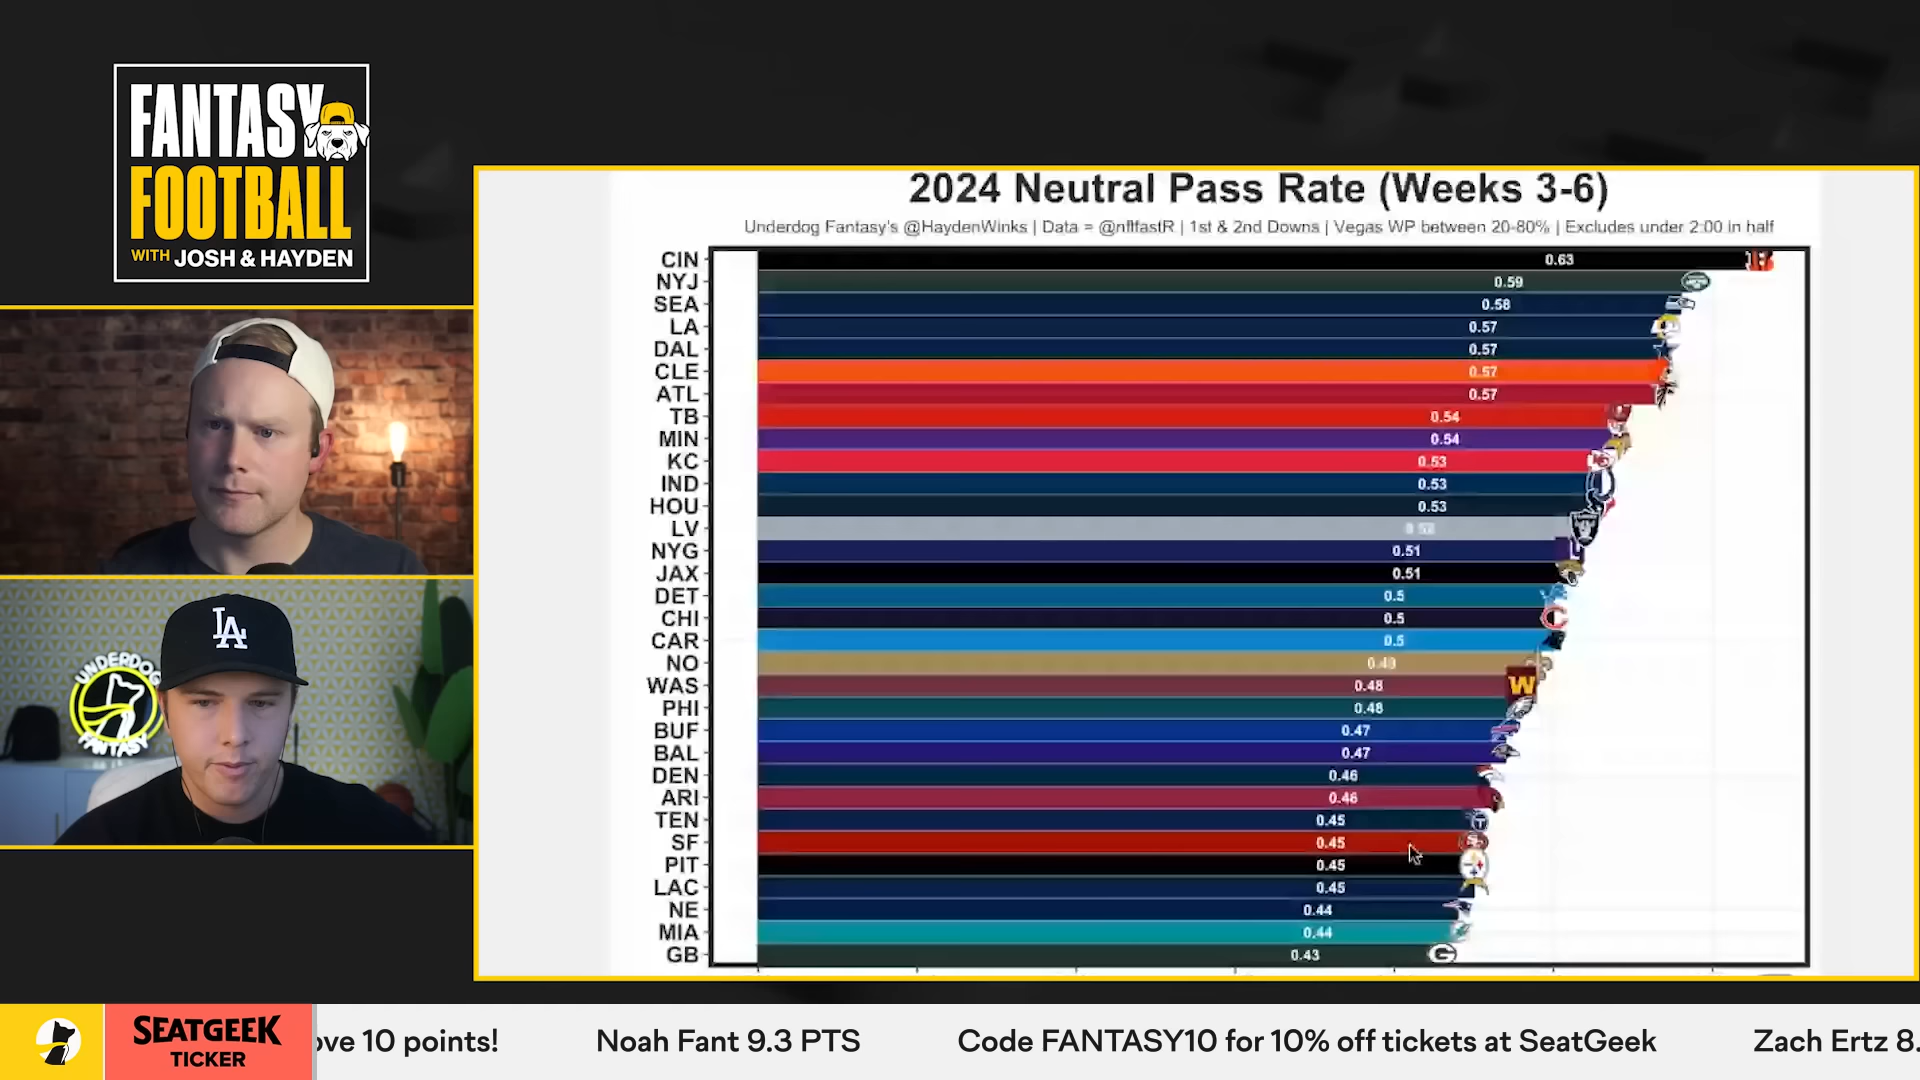 FANTASY
FOOTBALL
WITH JOSH & HAYDEN
2024 Neutral Pass Rate (Weeks 3-6)
Underdog Fantasy's @HaydenWinks | Data = @nflfastR | 1st & 2nd Downs | Vegas WP between 20-80% | Excludes under 2:00 in half
CIN 0.63
NYJ 0.59
SEA 0.58
LA 0.57
DAL 0.57
CLE 0.57
ATL 0.57
TB 0.54
MIN 0.54
KC 0.53
IND 0.53
HOU 0.53
LV
NYG 0.51
JAX 0.51
DET 0.5
CHI 0.5
CAR 0.5
NO
WAS 0.48
PHI 0.48
BUF 0.47
BAL 0.47
DEN 0.46
ARI 0.46
TEN 0.45
SF 0.45
PIT 0.45
LAC 0.45
NE 0.44
MIA 0.44
GB 0.43
LA
UNDERDOG
FANTASY
SEATGEEK
TICKER
ove 10 points! Noah Fant 9.3 PTS Code FANTASY10 for 10% off tickets at SeatGeek Zach Ertz 8.